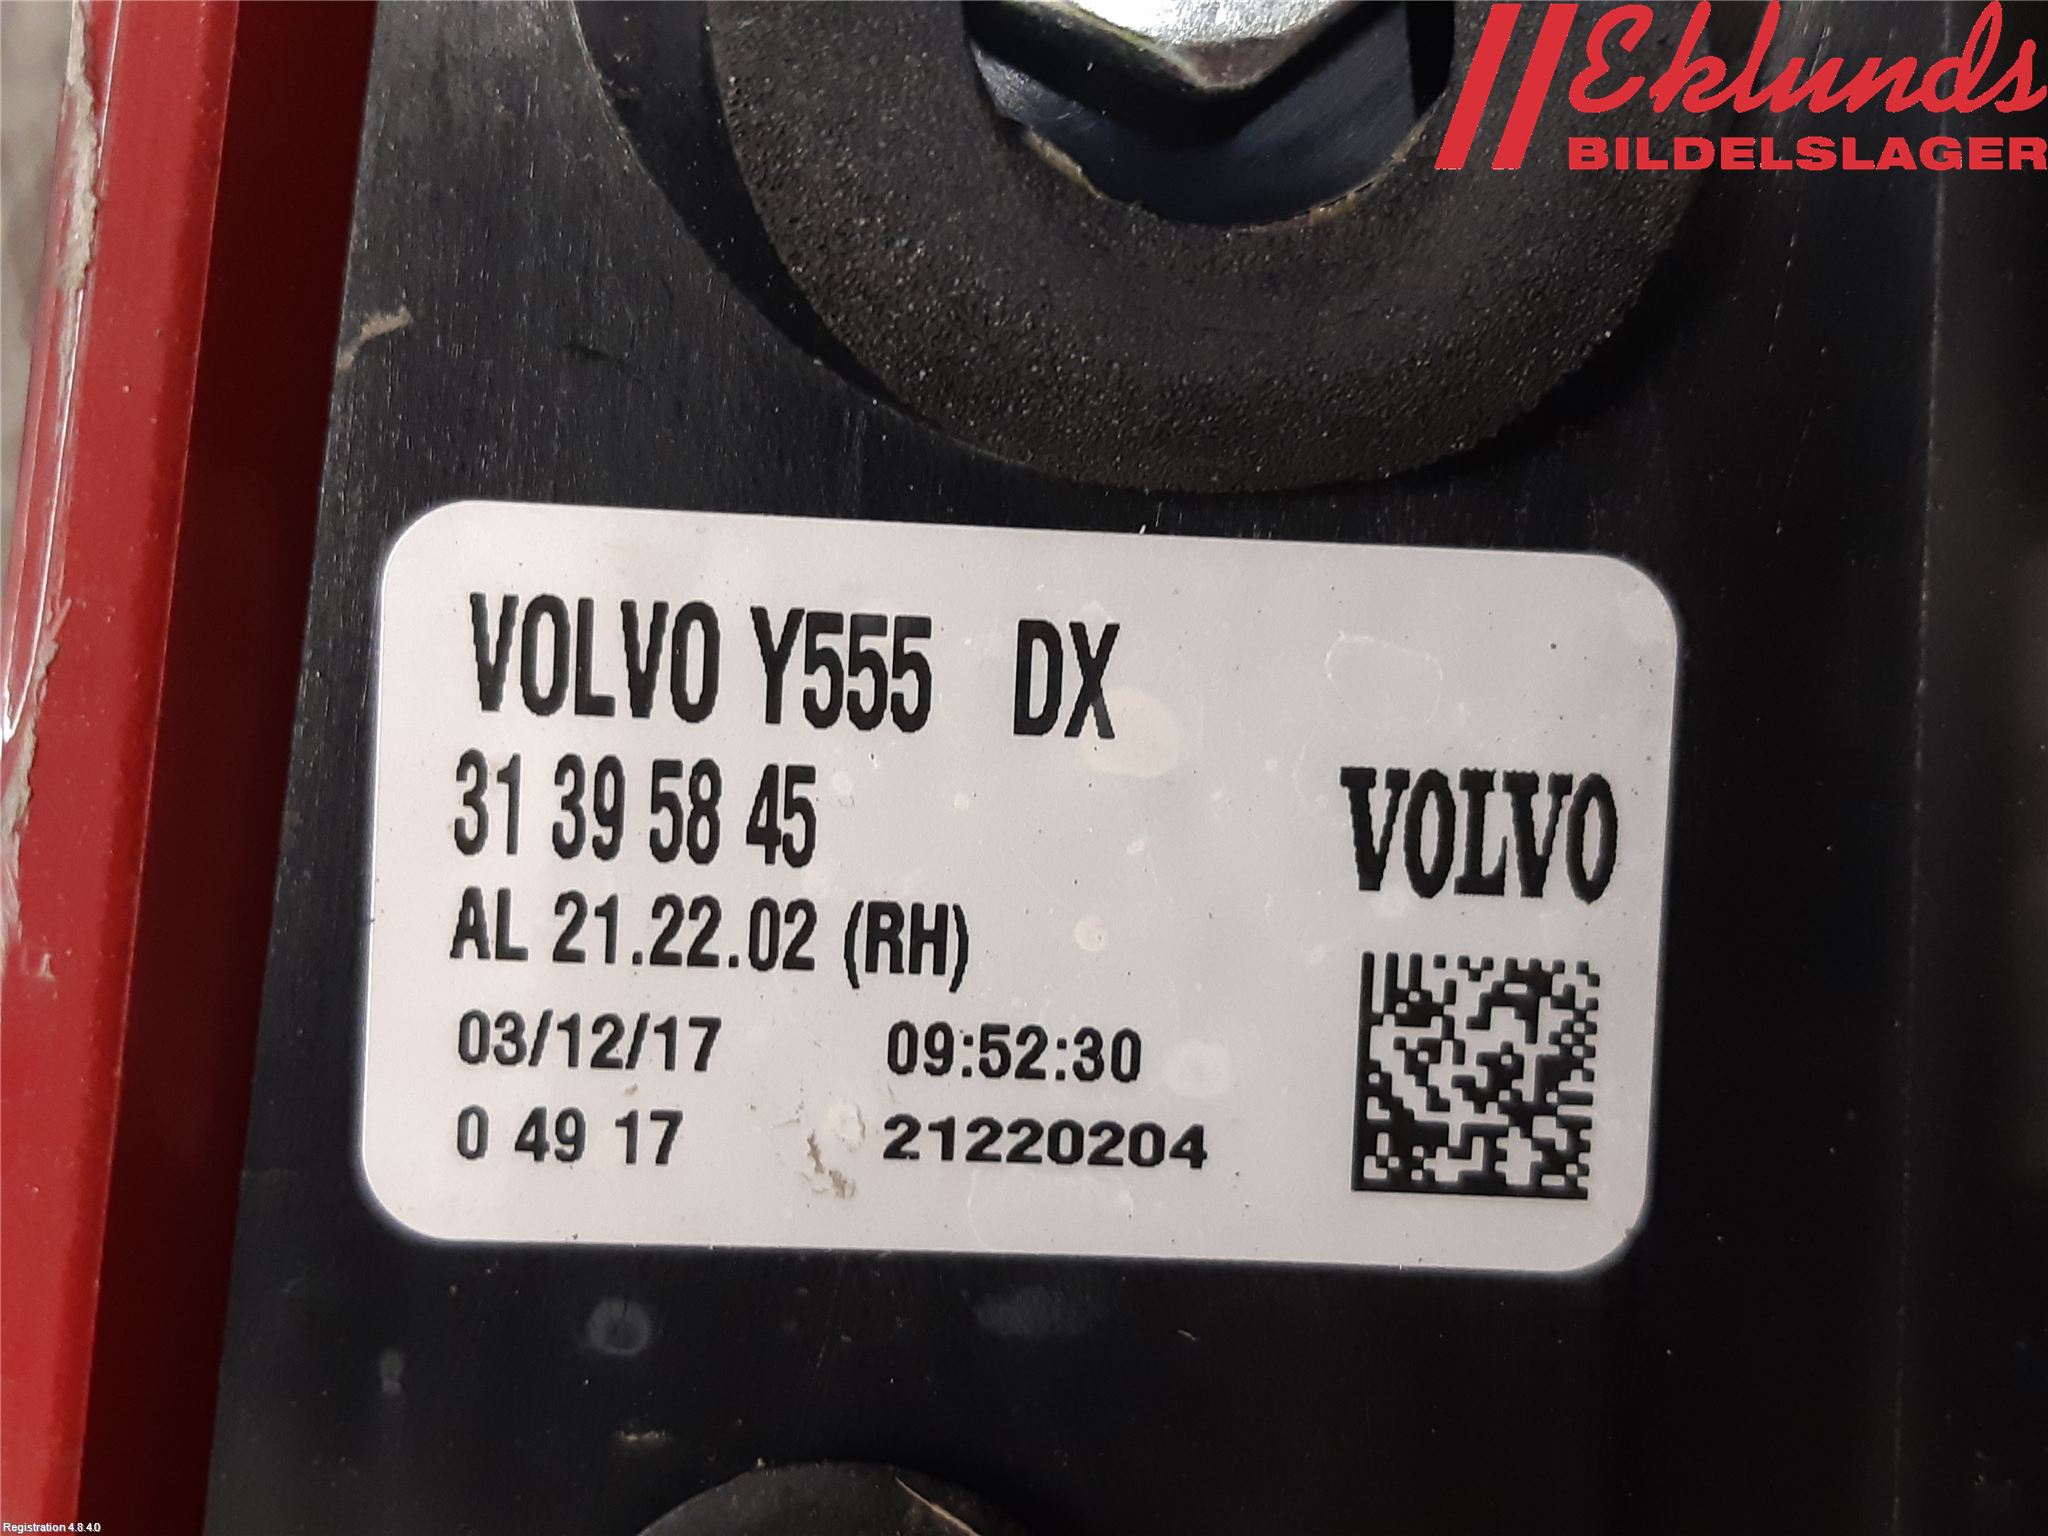 Eklunds
BILDELSLAGER
VOLVO Y555 DX
31 39 58 45
AL 21.22.02 (RH)
VOLVO
03/12/17 09:52:30
0 49 17 21220204
Registration 4.8.4.0